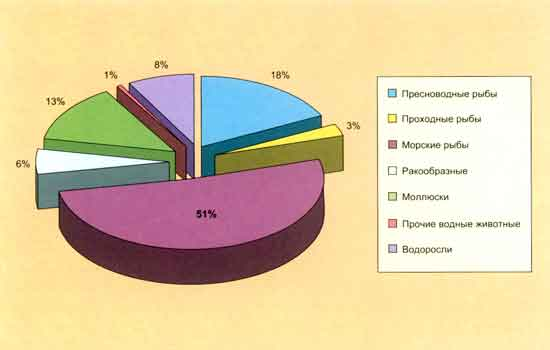 8%
1%
18%
13%
3%
6%
51%
Пресноводные рыбы
Проходные рыбы
Морские рыбы
Ракообразные
Моллюски
Прочие водные животные
Водоросли